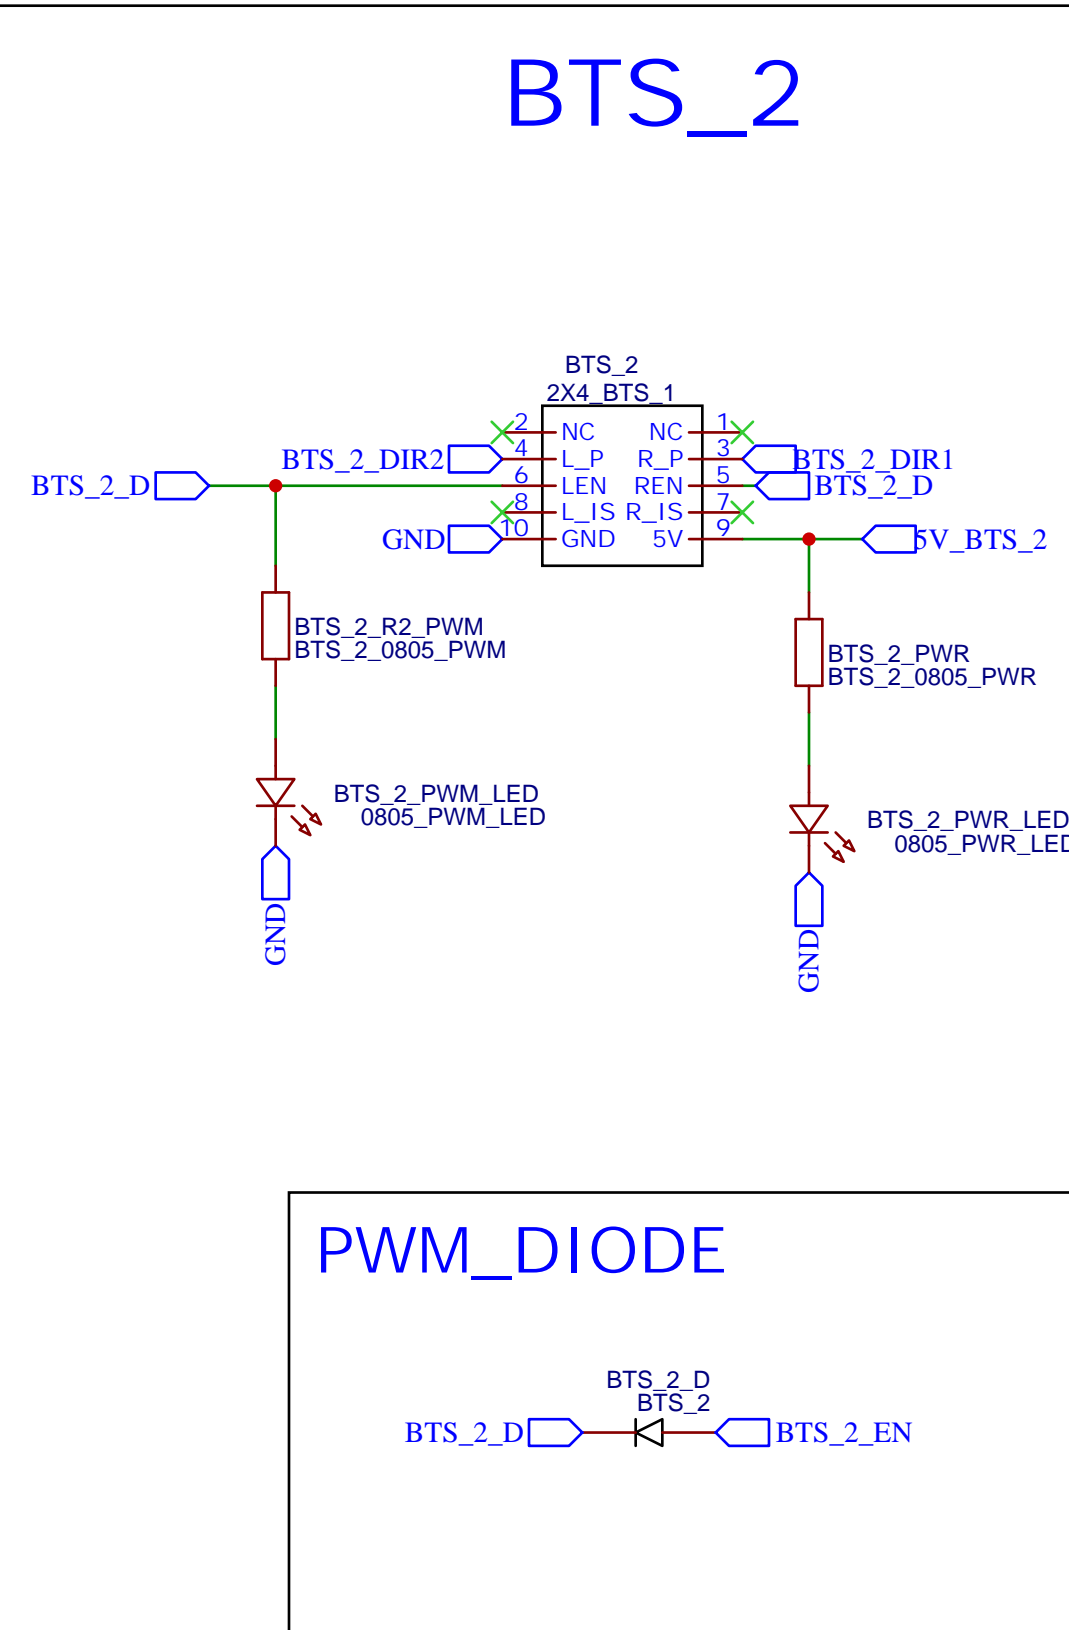 BTS_2
BTS_2
2X4_BTS_1
2 NC NC 1
BTS_2_DIR2 4 L_P R_P 3 BTS_2_DIR1
BTS_2_D 6 LEN REN 5 BTS_2_D
8 L_IS R_IS 7
GND 10 GND 5V 9 5V_BTS_2
BTS_2_R2_PWM
BTS_2_0805_PWM
BTS_2_PWR
BTS_2_0805_PWR
BTS_2_PWM_LED
0805_PWM_LED
BTS_2_PWR_LED
0805_PWR_LED
GND
GND
PWM_DIODE
BTS_2_D
BTS_2
BTS_2_D BTS_2_EN